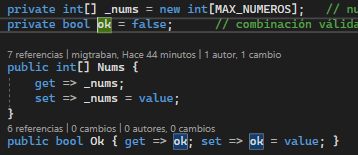 private int[] _nums = new int[MAX_NUMEROS];   // nu
private bool ok = false;      // combinación válida
7 referencias | migtraban, Hace 44 minutos | 1 autor, 1 cambio
public int[] Nums {
get => _nums;
set => _nums = value;
}
6 referencias | 0 cambios | 0 autores, 0 cambios
public bool Ok { get => ok; set => ok = value; }